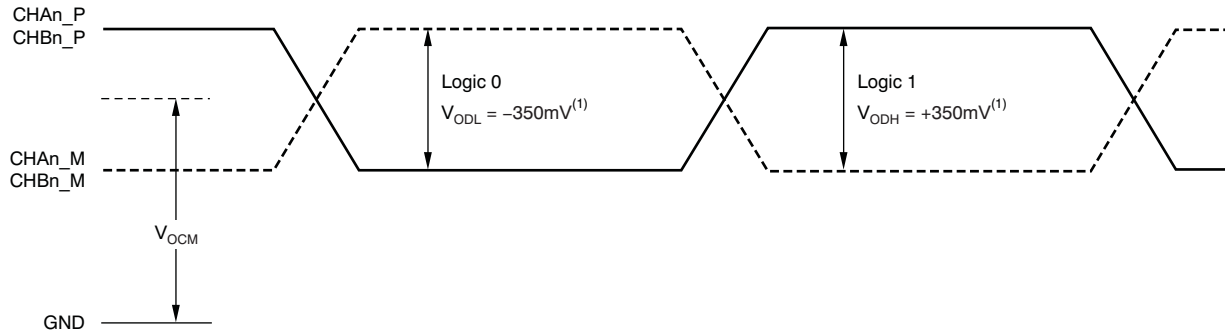 CHAn_P
CHBn_P
Logic 0
V_ODL = −350mV^(1)
Logic 1
V_ODH = +350mV^(1)
CHAn_M
CHBn_M
V_OCM
GND